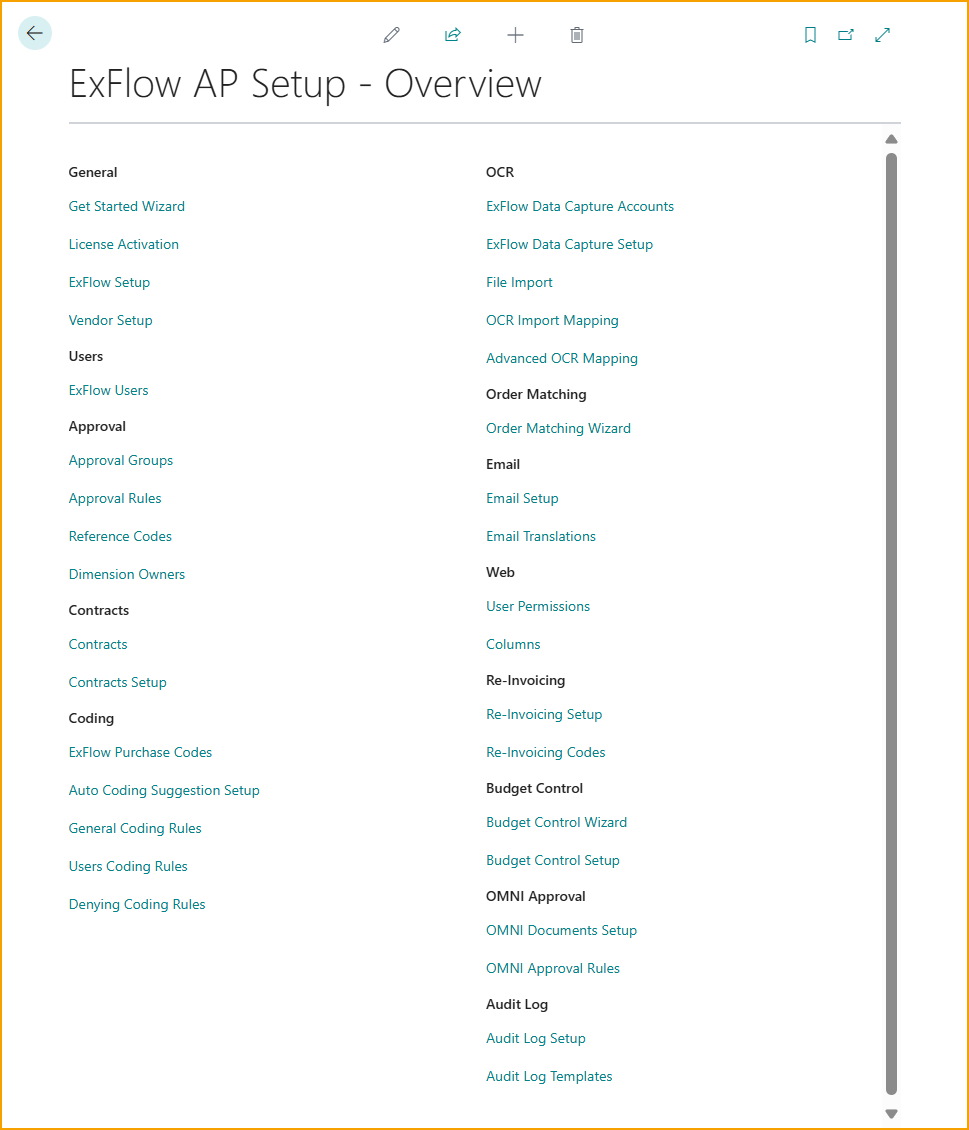 ExFlow AP Setup - Overview
General
Get Started Wizard
License Activation
ExFlow Setup
Vendor Setup
Users
ExFlow Users
Approval
Approval Groups
Approval Rules
Reference Codes
Dimension Owners
Contracts
Contracts
Contracts Setup
Coding
ExFlow Purchase Codes
Auto Coding Suggestion Setup
General Coding Rules
Users Coding Rules
Denying Coding Rules
OCR
ExFlow Data Capture Accounts
ExFlow Data Capture Setup
File Import
OCR Import Mapping
Advanced OCR Mapping
Order Matching
Order Matching Wizard
Email
Email Setup
Email Translations
Web
User Permissions
Columns
Re-Invoicing
Re-Invoicing Setup
Re-Invoicing Codes
Budget Control
Budget Control Wizard
Budget Control Setup
OMNI Approval
OMNI Documents Setup
OMNI Approval Rules
Audit Log
Audit Log Setup
Audit Log Templates